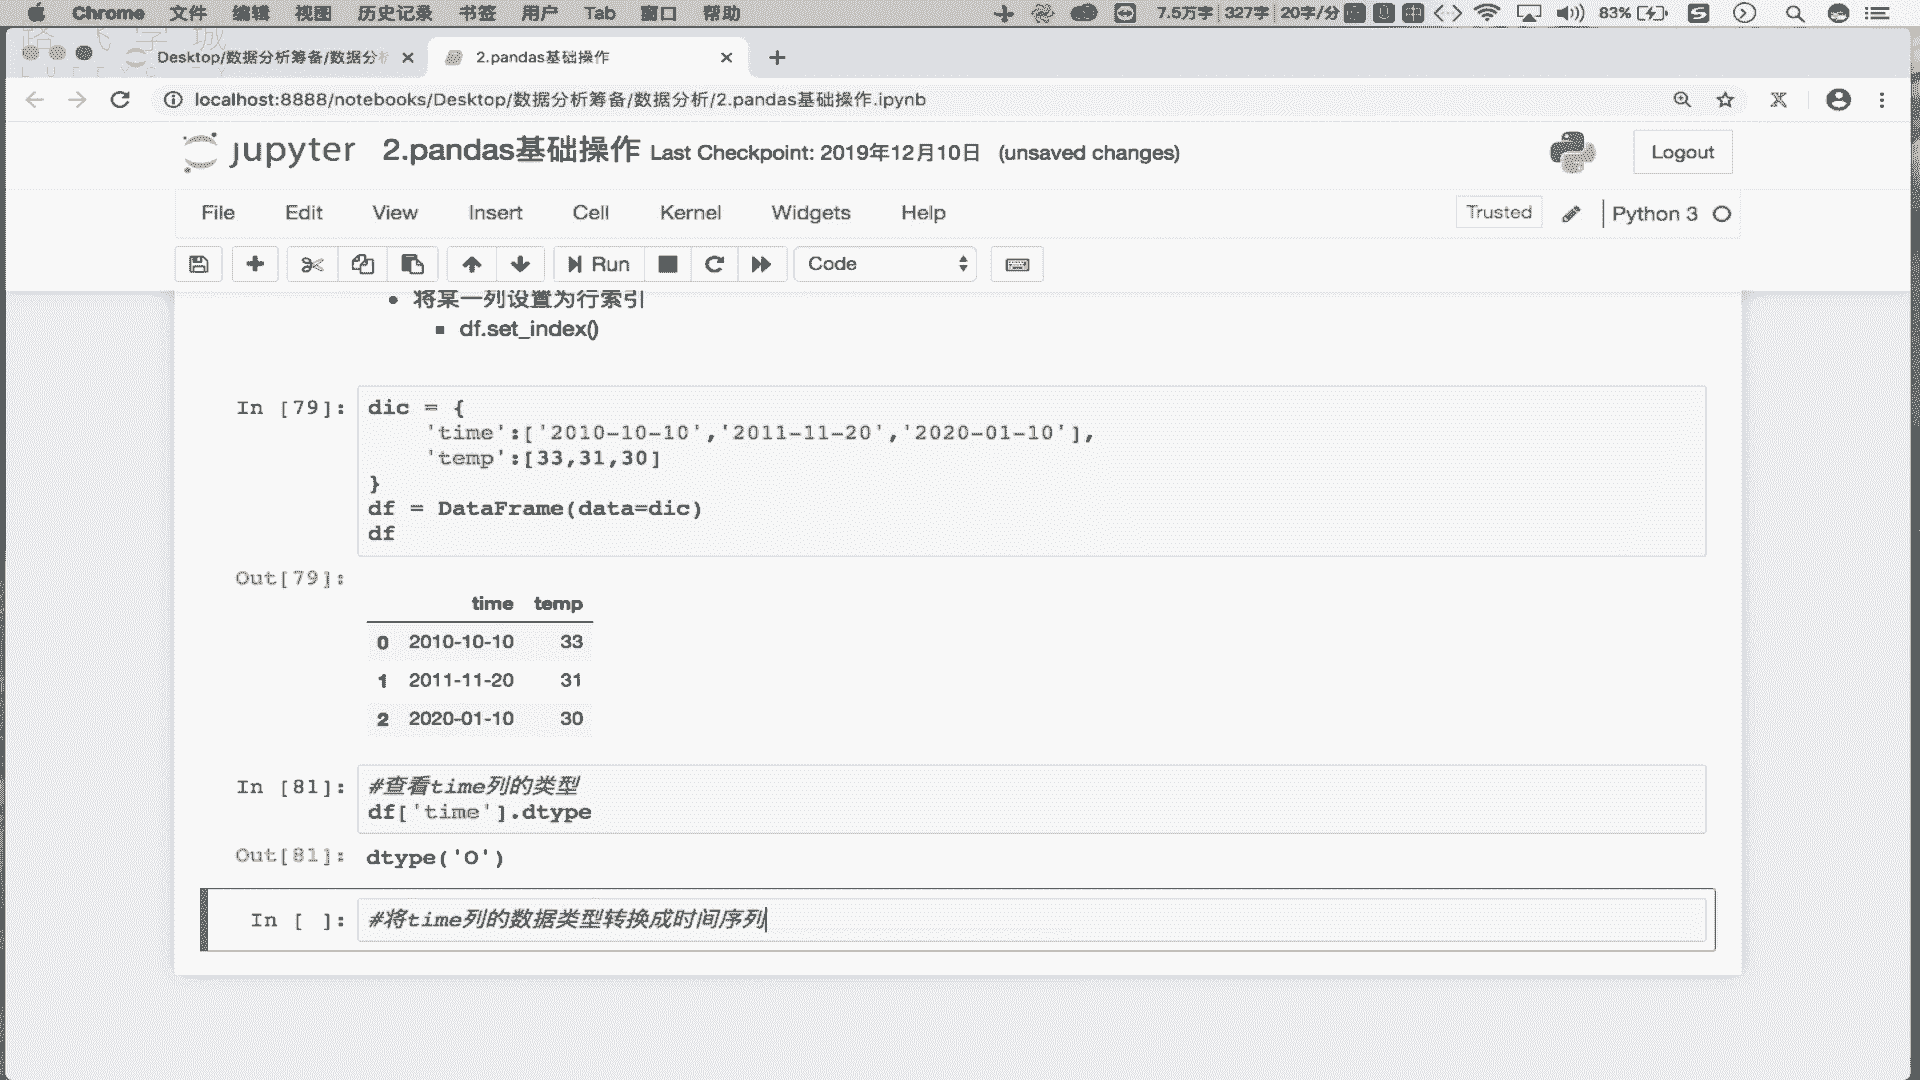 Chrome 文件 编辑 视图 历史记录 书签 用户 Tab 窗口 帮助 7.5万字 327字 20字/分 中 83%
Desktop/数据分析筹备/数据分析 2.pandas基础操作
localhost:8888/notebooks/Desktop/数据分析筹备/数据分析/2.pandas基础操作.ipynb
jupyter 2.pandas基础操作 Last Checkpoint: 2019年12月10日 (unsaved changes) Logout
File Edit View Insert Cell Kernel Widgets Help Trusted Python 3
Run Code
将某一列设置为行索引
df.set_index()
In [79]: dic = {
'time':['2010-10-10','2011-11-20','2020-01-10'],
'temp':[33,31,30]
}
df = DataFrame(data=dic)
df
Out[79]:
time temp
0 2010-10-10 33
1 2011-11-20 31
2 2020-01-10 30
In [81]: #查看time列的类型
df['time'].dtype
Out[81]: dtype('O')
In [ ]: #将time列的数据类型转换成时间序列